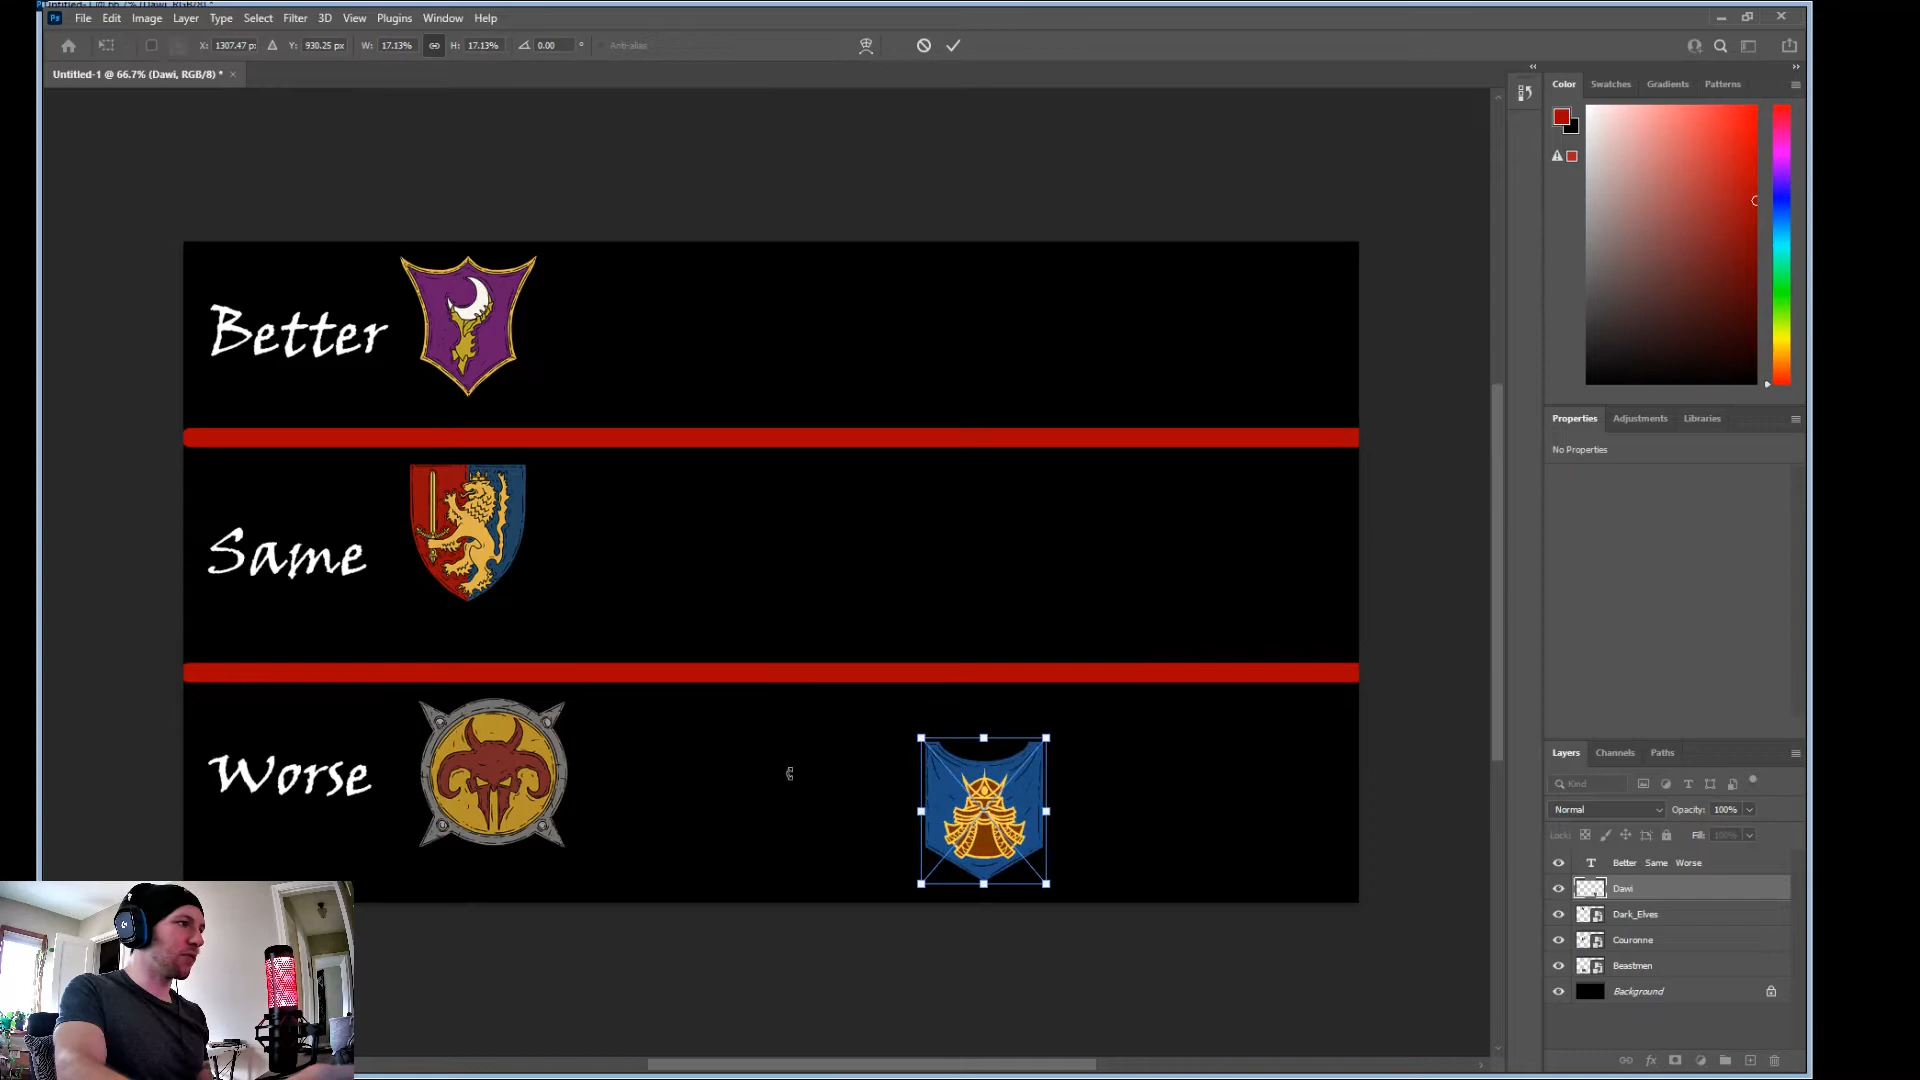 File Edit Image Layer Type Select Filter 3D View Plugins Window Help
X: 1307.47 px Y: 930.25 px W: 17.13% H: 17.13% 0.00 ° Anti-alias
Untitled-1 @ 66.7% (Dawi, RGB/8) * ×
Color Swatches Gradients Patterns
Better
Same
Worse
Properties Adjustments Libraries
No Properties
Layers Channels Paths
Kind
Normal Opacity: 100%
Lock: Fill: 100%
T Better Same Worse
Dawi
Dark_Elves
Couronne
Beastmen
Background